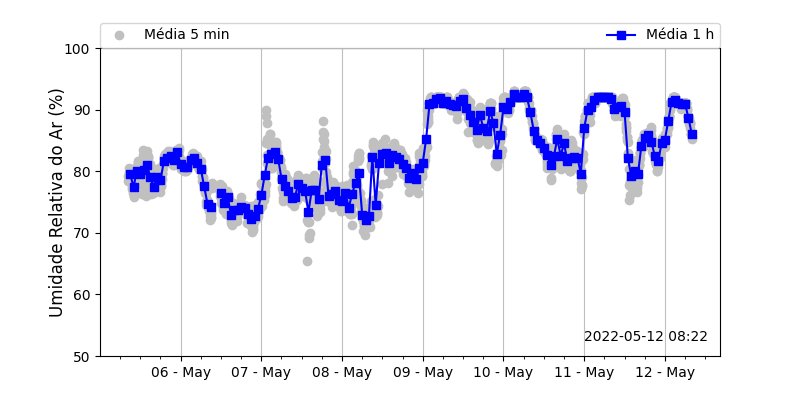 Média 5 min
Média 1 h
Umidade Relativa do Ar (%)
100
90
80
70
60
50
2022-05-12 08:22
06 - May
07 - May
08 - May
09 - May
10 - May
11 - May
12 - May